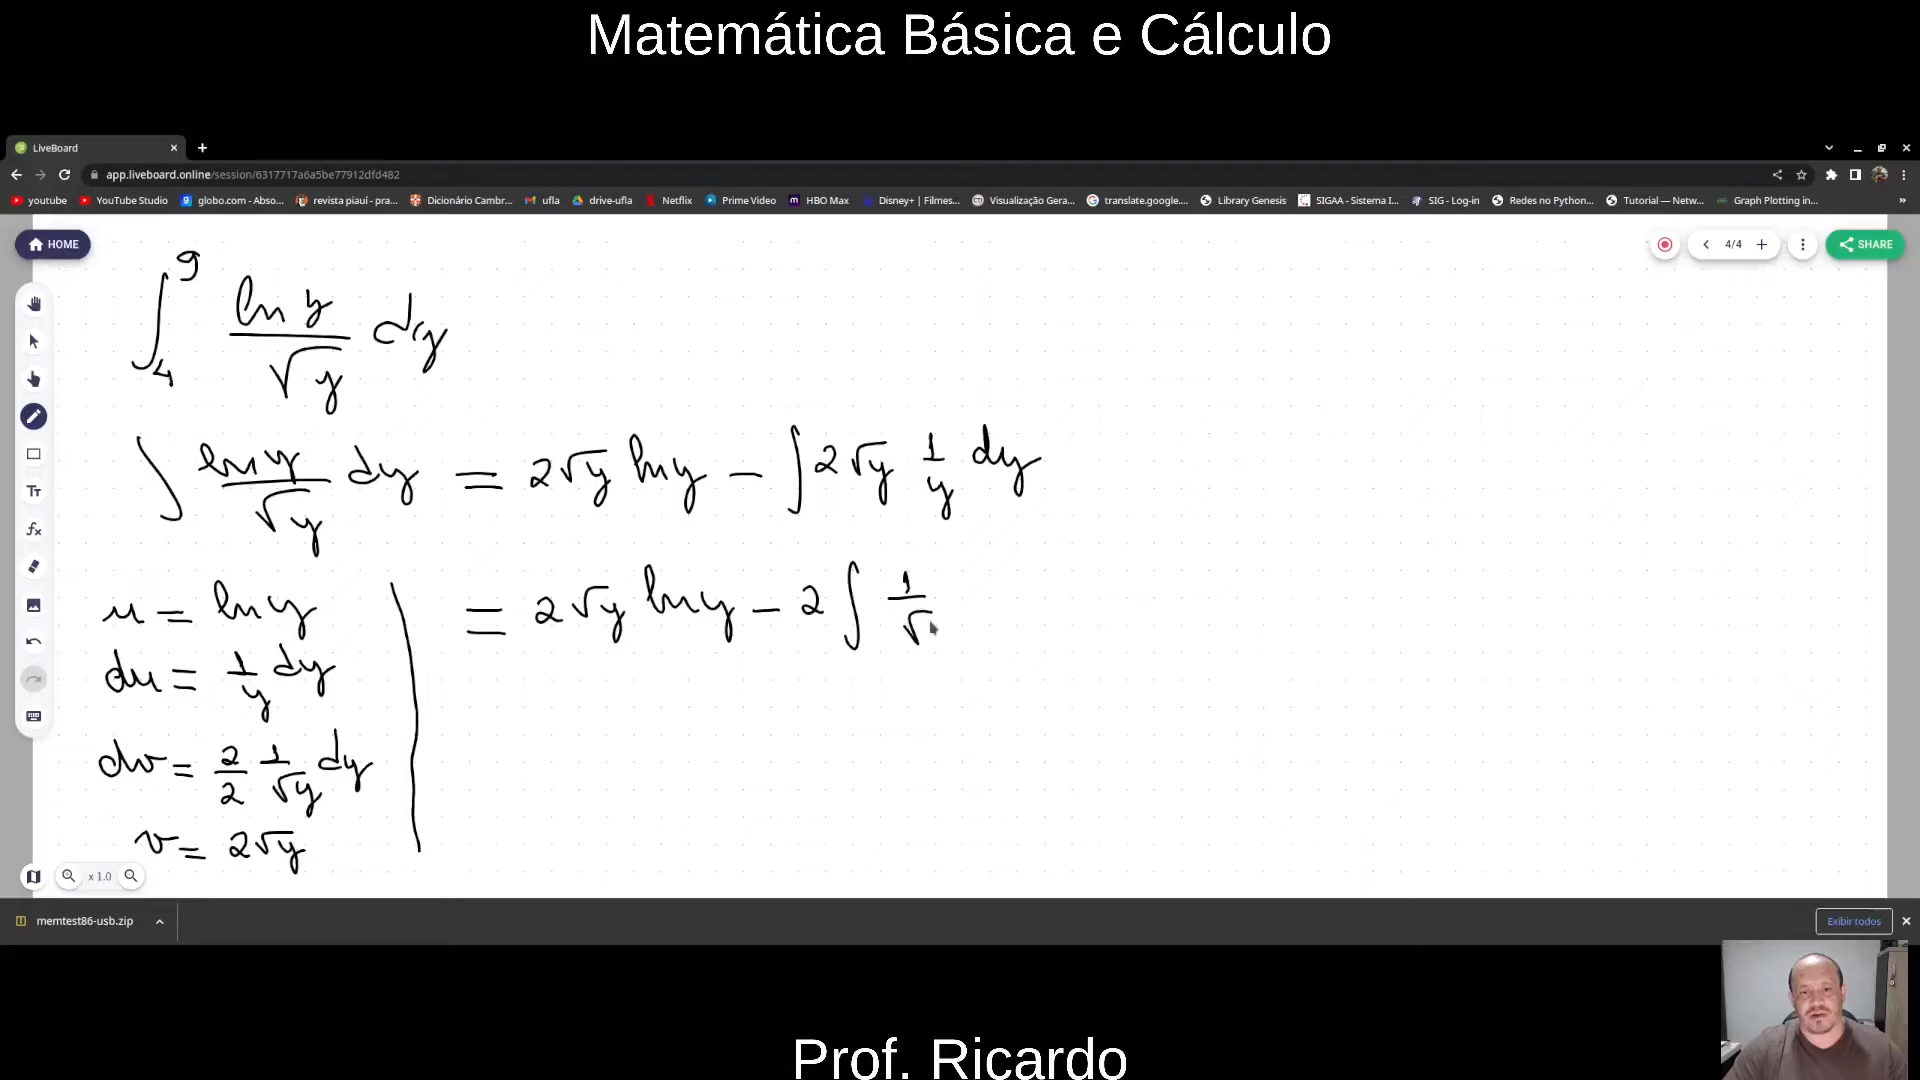 Matemática Básica e Cálculo
LiveBoard
app.liveboard.online/session/6317717a6a5be77912dfd482
youtube YouTube Studio globo.com - Abso... revista piauí - pra... Dicionário Cambr... ufla drive-ufla Netflix Prime Video HBO Max Disney+ | Filmes... Visualização Gera... translate.google.... Library Genesis SIGAA - Sistema I... SIG - Log-in Redes no Python... Tutorial — Netw... Graph Plotting in... »
HOME 4/4 SHARE
∫₄⁹ ln y / √y dy
∫ ln y / √y dy = 2√y ln y − ∫ 2√y 1/y dy
= 2√y ln y − 2 ∫ 1/√
u = ln y
du = 1/y dy
dv = 2/2 1/√y dy
v = 2√y
Tт
fx
x 1.0
memtest86-usb.zip Exibir todos
Prof. Ricardo